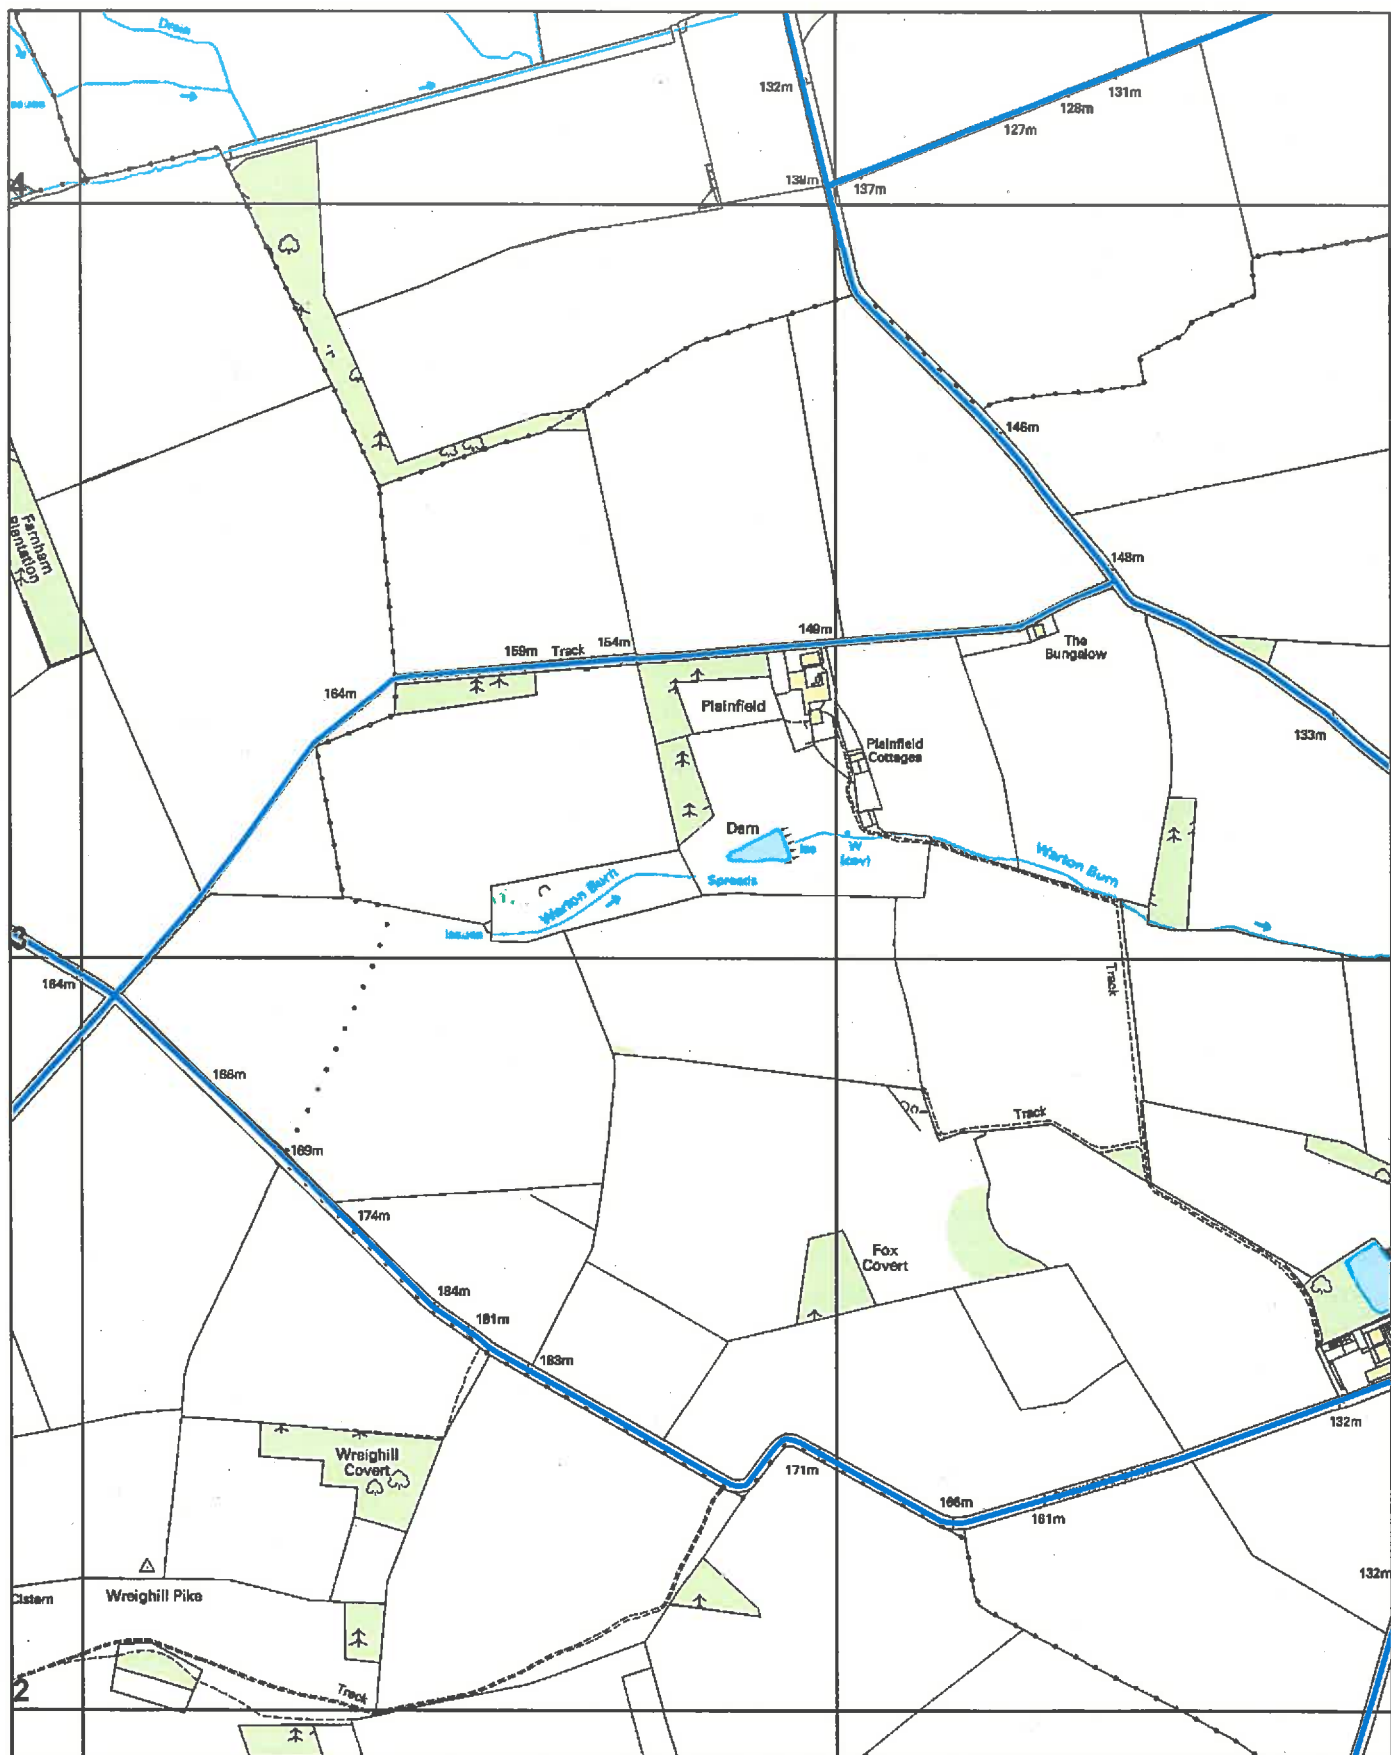 Drain
132m
131m
128m
127m
4
137m
146m
Farnham
Plantation
148m
149m
154m
159m
Track
The
Bungalow
164m
Plainfield
133m
Plainfield
Cottages
Dam
W
Warton Burn
Spreads
Warton Burn
Issues
3
164m
Track
166m
Track
169m
174m
Fox
Covert
184m
181m
183m
132m
Wreighill
Covert
171m
166m
161m
132m
Cistern
Wreighill Pike
2
Track